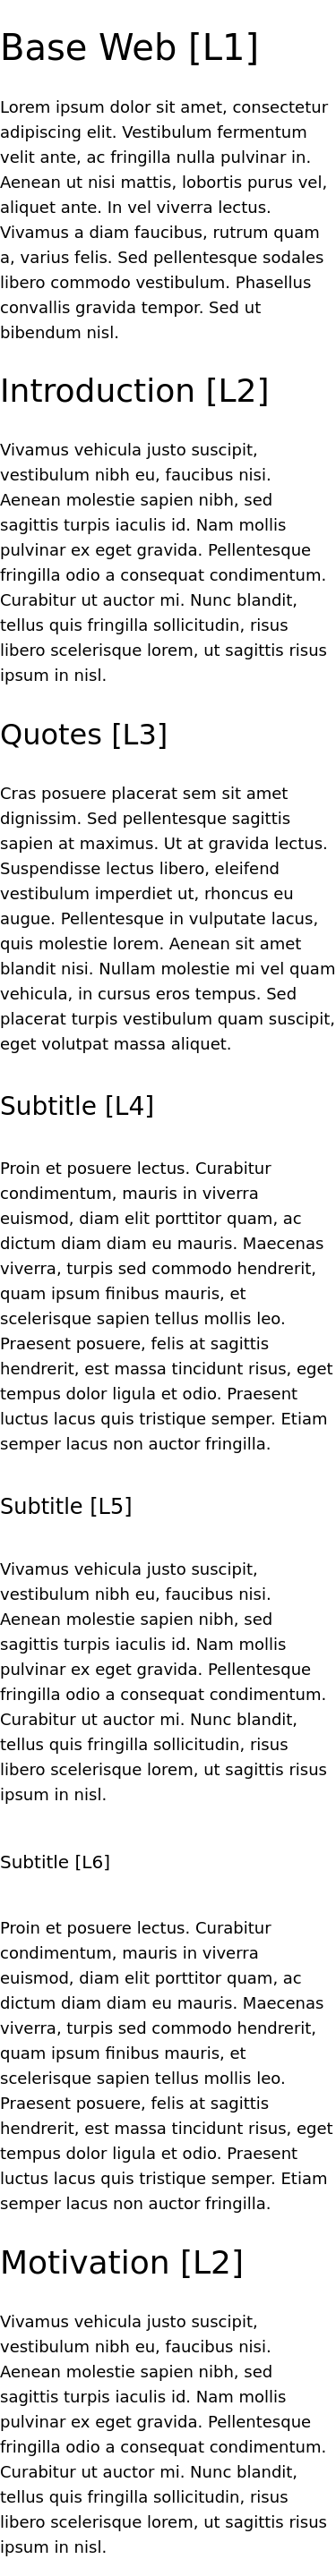 Base Web [L1]
Lorem ipsum dolor sit amet, consectetur
adipiscing elit. Vestibulum fermentum
velit ante, ac fringilla nulla pulvinar in.
Aenean ut nisi mattis, lobortis purus vel,
aliquet ante. In vel viverra lectus.
Vivamus a diam faucibus, rutrum quam
a, varius felis. Sed pellentesque sodales
libero commodo vestibulum. Phasellus
convallis gravida tempor. Sed ut
bibendum nisl.
Introduction [L2]
Vivamus vehicula justo suscipit,
vestibulum nibh eu, faucibus nisi.
Aenean molestie sapien nibh, sed
sagittis turpis iaculis id. Nam mollis
pulvinar ex eget gravida. Pellentesque
fringilla odio a consequat condimentum.
Curabitur ut auctor mi. Nunc blandit,
tellus quis fringilla sollicitudin, risus
libero scelerisque lorem, ut sagittis risus
ipsum in nisl.
Quotes [L3]
Cras posuere placerat sem sit amet
dignissim. Sed pellentesque sagittis
sapien at maximus. Ut at gravida lectus.
Suspendisse lectus libero, eleifend
vestibulum imperdiet ut, rhoncus eu
augue. Pellentesque in vulputate lacus,
quis molestie lorem. Aenean sit amet
blandit nisi. Nullam molestie mi vel quam
vehicula, in cursus eros tempus. Sed
placerat turpis vestibulum quam suscipit,
eget volutpat massa aliquet.
Subtitle [L4]
Proin et posuere lectus. Curabitur
condimentum, mauris in viverra
euismod, diam elit porttitor quam, ac
dictum diam diam eu mauris. Maecenas
viverra, turpis sed commodo hendrerit,
quam ipsum finibus mauris, et
scelerisque sapien tellus mollis leo.
Praesent posuere, felis at sagittis
hendrerit, est massa tincidunt risus, eget
tempus dolor ligula et odio. Praesent
luctus lacus quis tristique semper. Etiam
semper lacus non auctor fringilla.
Subtitle [L5]
Vivamus vehicula justo suscipit,
vestibulum nibh eu, faucibus nisi.
Aenean molestie sapien nibh, sed
sagittis turpis iaculis id. Nam mollis
pulvinar ex eget gravida. Pellentesque
fringilla odio a consequat condimentum.
Curabitur ut auctor mi. Nunc blandit,
tellus quis fringilla sollicitudin, risus
libero scelerisque lorem, ut sagittis risus
ipsum in nisl.
Subtitle [L6]
Proin et posuere lectus. Curabitur
condimentum, mauris in viverra
euismod, diam elit porttitor quam, ac
dictum diam diam eu mauris. Maecenas
viverra, turpis sed commodo hendrerit,
quam ipsum finibus mauris, et
scelerisque sapien tellus mollis leo.
Praesent posuere, felis at sagittis
hendrerit, est massa tincidunt risus, eget
tempus dolor ligula et odio. Praesent
luctus lacus quis tristique semper. Etiam
semper lacus non auctor fringilla.
Motivation [L2]
Vivamus vehicula justo suscipit,
vestibulum nibh eu, faucibus nisi.
Aenean molestie sapien nibh, sed
sagittis turpis iaculis id. Nam mollis
pulvinar ex eget gravida. Pellentesque
fringilla odio a consequat condimentum.
Curabitur ut auctor mi. Nunc blandit,
tellus quis fringilla sollicitudin, risus
libero scelerisque lorem, ut sagittis risus
ipsum in nisl.